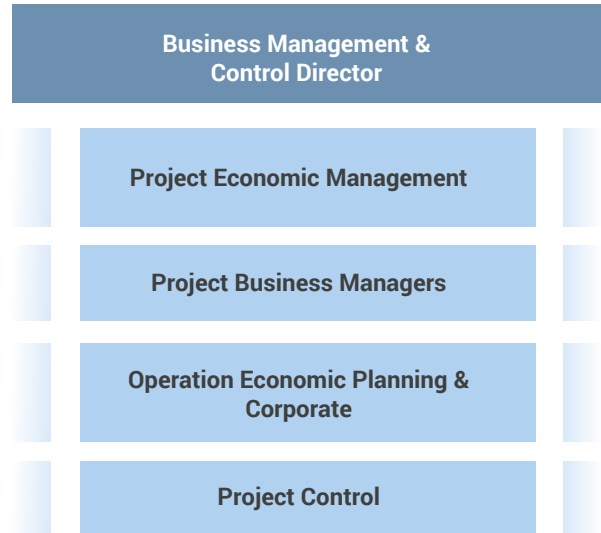 Business Management &
Control Director
Project Economic Management
Project Business Managers
Operation Economic Planning &
Corporate
Project Control